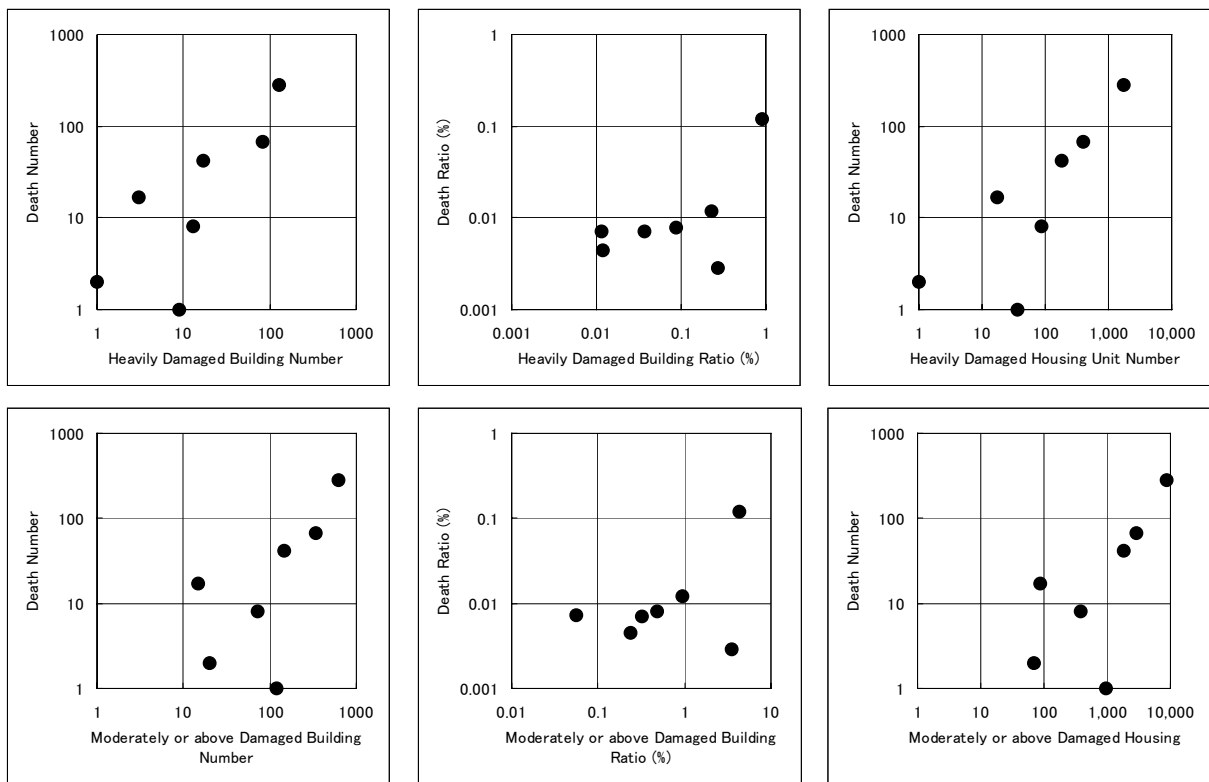 1000
100
10
1
Death Number
1 10 100 1000
Heavily Damaged Building Number
1
0.1
0.01
0.001
Death Ratio (%)
0.001 0.01 0.1 1
Heavily Damaged Building Ratio (%)
1000
100
10
1
Death Number
1 10 100 1,000 10,000
Heavily Damaged Housing Unit Number
1000
100
10
1
Death Number
1 10 100 1000
Moderately or above Damaged Building
Number
1
0.1
0.01
0.001
Death Ratio (%)
0.01 0.1 1 10
Moderately or above Damaged Building
Ratio (%)
1000
100
10
1
Death Number
1 10 100 1,000 10,000
Moderately or above Damaged Housing